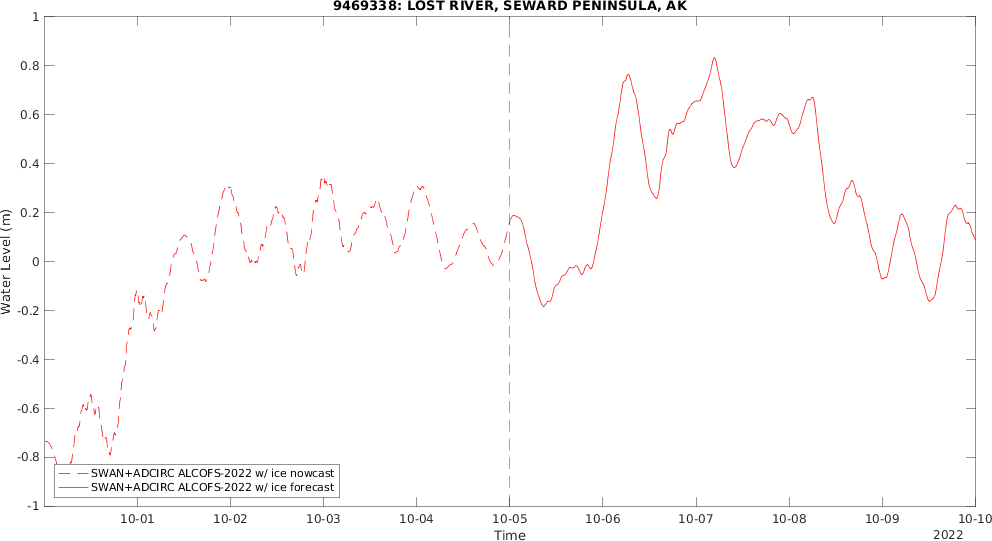 9469338: LOST RIVER, SEWARD PENINSULA, AK
1
0.8
0.6
0.4
0.2
0
-0.2
-0.4
-0.6
-0.8
-1
Water Level (m)
SWAN+ADCIRC ALCOFS-2022 w/ ice nowcast
SWAN+ADCIRC ALCOFS-2022 w/ ice forecast
10-01 10-02 10-03 10-04 10-05 10-06 10-07 10-08 10-09 10-10
Time
2022